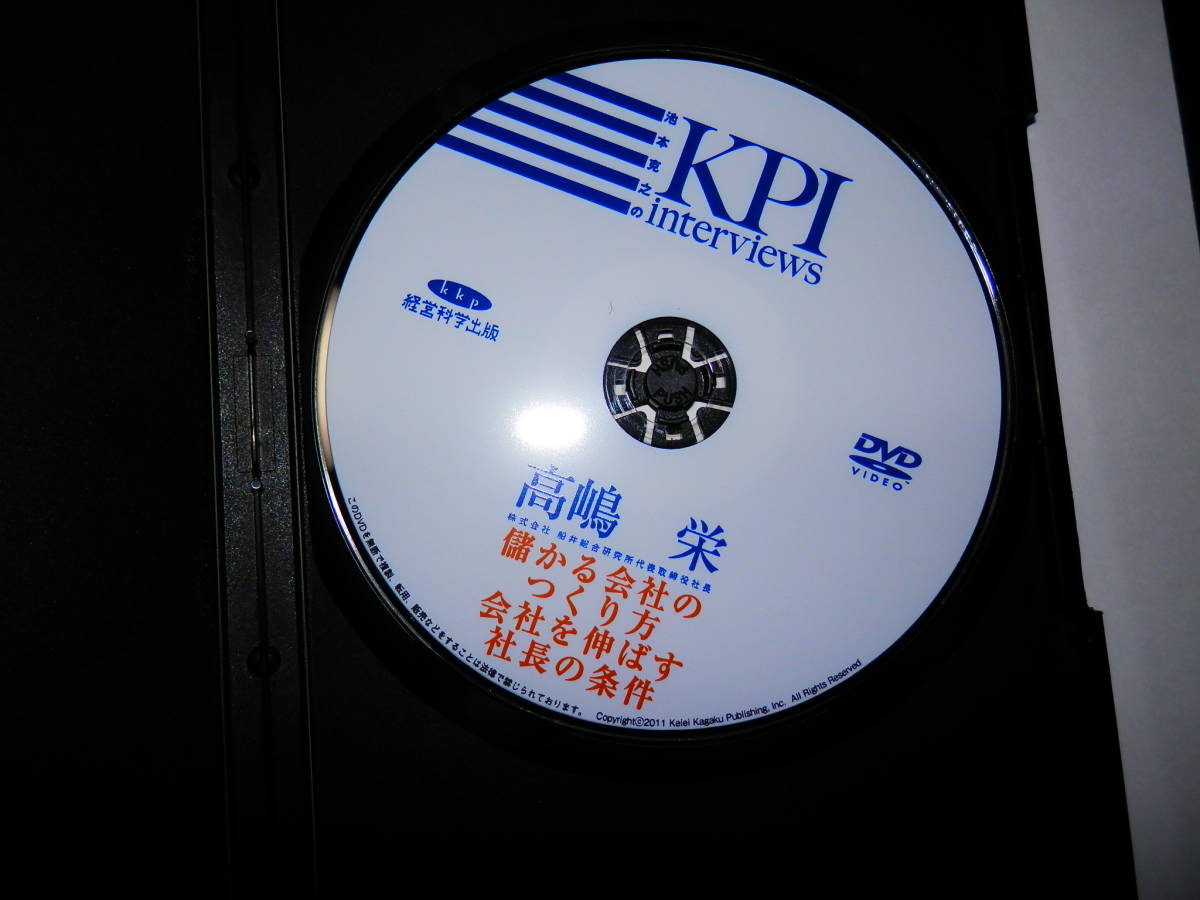 池本克之の
KPI
interviews
kkp
経営科学出版
PUSH
PUSH
DVD
VIDEO
高嶋 栄
株式会社 船井総合研究所代表取締役社長
儲かる会社の
つくり方
会社を伸ばす
社長の条件
このDVDを無断で複製、転用、販売などをすることは法律で禁じられております。
Copyright©2011 Keiei Kagaku Publishing, Inc. All Rights Reserved